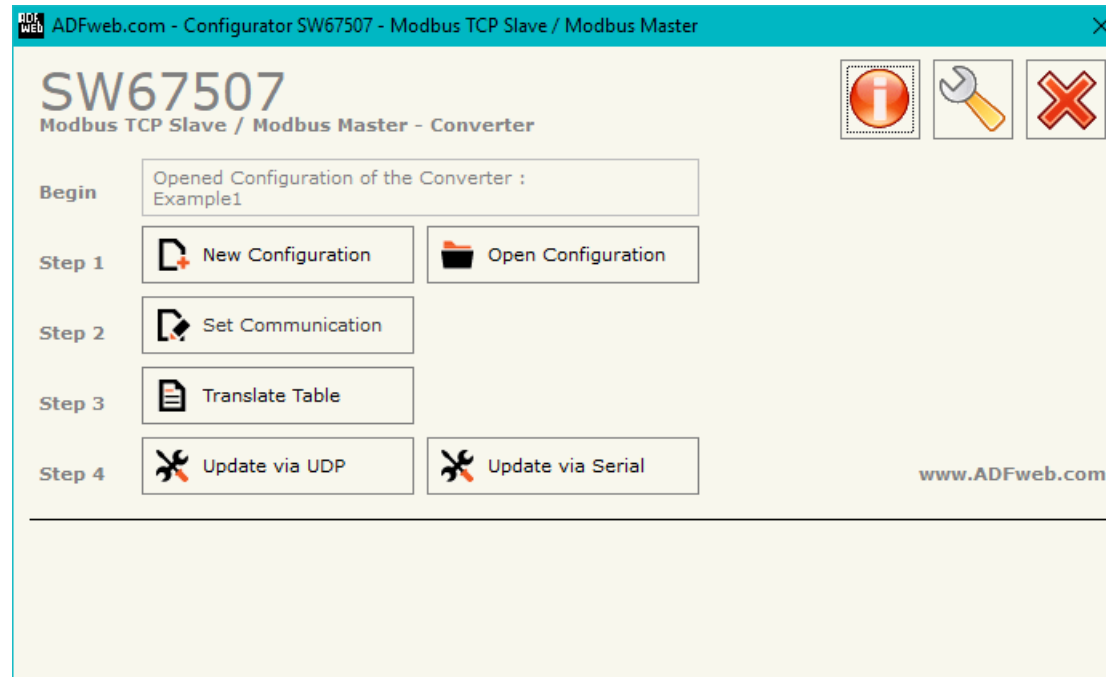 ADF
WEB
ADFweb.com - Configurator SW67507 - Modbus TCP Slave / Modbus Master
SW67507
Modbus TCP Slave / Modbus Master - Converter
Begin
Opened Configuration of the Converter :
Example1
Step 1
New Configuration
Open Configuration
Step 2
Set Communication
Step 3
Translate Table
Step 4
Update via UDP
Update via Serial
www.ADFweb.com